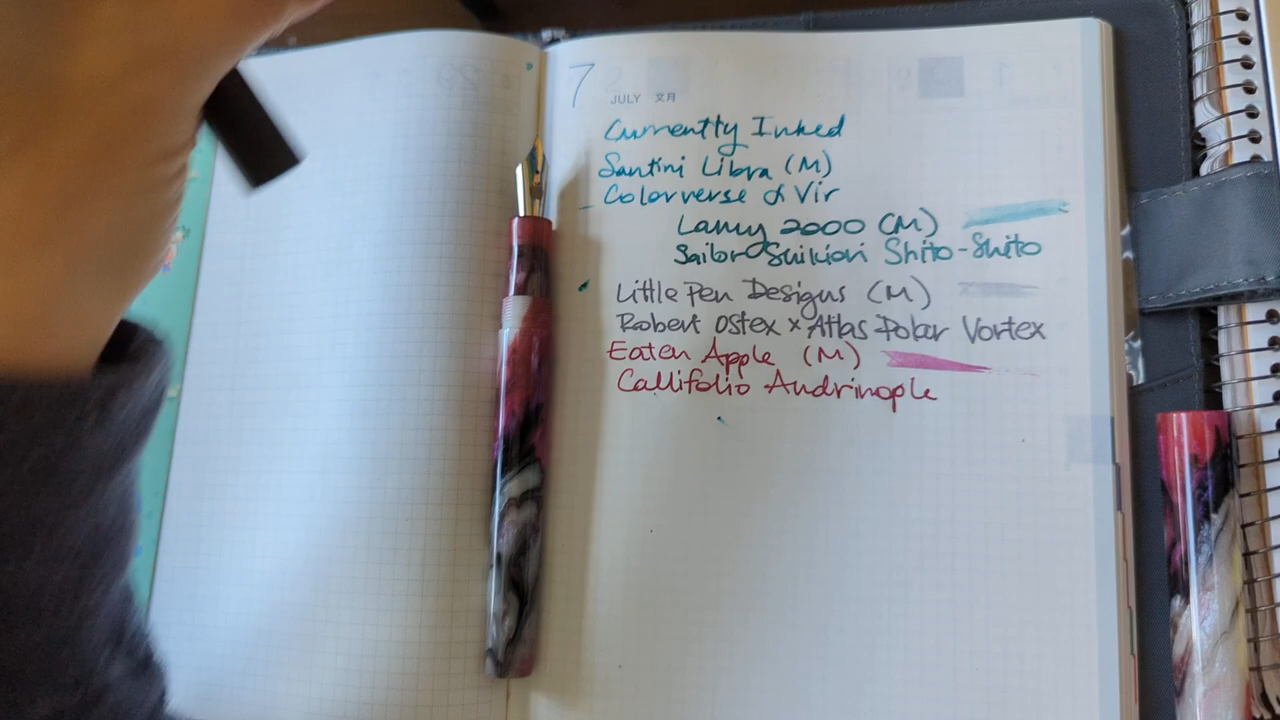 7
JULY 文月
Currently Inked
Santini Libra (M)
Colorverse α Vir
Lamy 2000 (M)
Sailor Shikiori Shito-Shito
Little Pen Designs (M)
Robert Oster x Atlas Polar Vortex
Eaten Apple (M)
Callifolio Andrinople